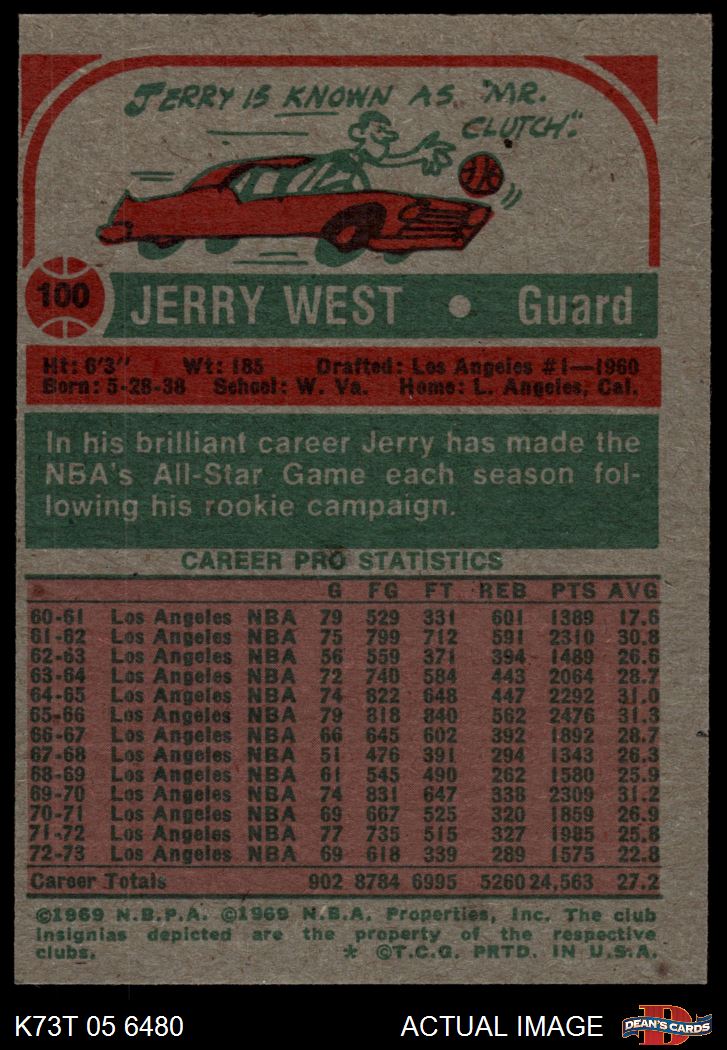 JERRY IS KNOWN AS "MR.
CLUTCH."
100
JERRY WEST • Guard
Ht: 6'3" Wt: 185 Drafted: Los Angeles #1—1960
Born: 5-28-38 School: W. Va. Home: L. Angeles, Cal.
In his brilliant career Jerry has made the
NBA's All-Star Game each season fol-
lowing his rookie campaign.
CAREER PRO STATISTICS
G FG FT REB PTS AVG
60-61 Los Angeles NBA 79 529 331 601 1389 17.6
61-62 Los Angeles NBA 75 799 712 591 2310 30.8
62-63 Los Angeles NBA 56 559 371 394 1489 26.6
63-64 Los Angeles NBA 72 740 584 443 2064 28.7
64-65 Los Angeles NBA 74 822 648 447 2292 31.0
65-66 Los Angeles NBA 79 818 840 562 2476 31.3
66-67 Los Angeles NBA 66 645 602 392 1892 28.7
67-68 Los Angeles NBA 51 476 391 294 1343 26.3
68-69 Los Angeles NBA 61 545 490 262 1580 25.9
69-70 Los Angeles NBA 74 831 647 338 2309 31.2
70-71 Los Angeles NBA 69 667 525 320 1859 26.9
71-72 Los Angeles NBA 77 735 515 327 1985 25.8
72-73 Los Angeles NBA 69 618 339 289 1575 22.8
Career Totals 902 8784 6995 5260 24,563 27.2
©1969 N.B.P.A. ©1969 N.B.A. Properties, Inc. The club
insignias depicted are the property of the respective
clubs. * ©T.C.G. PRTD. IN U.S.A.
K73T 05 6480 ACTUAL IMAGE
D
DEAN'S CARDS